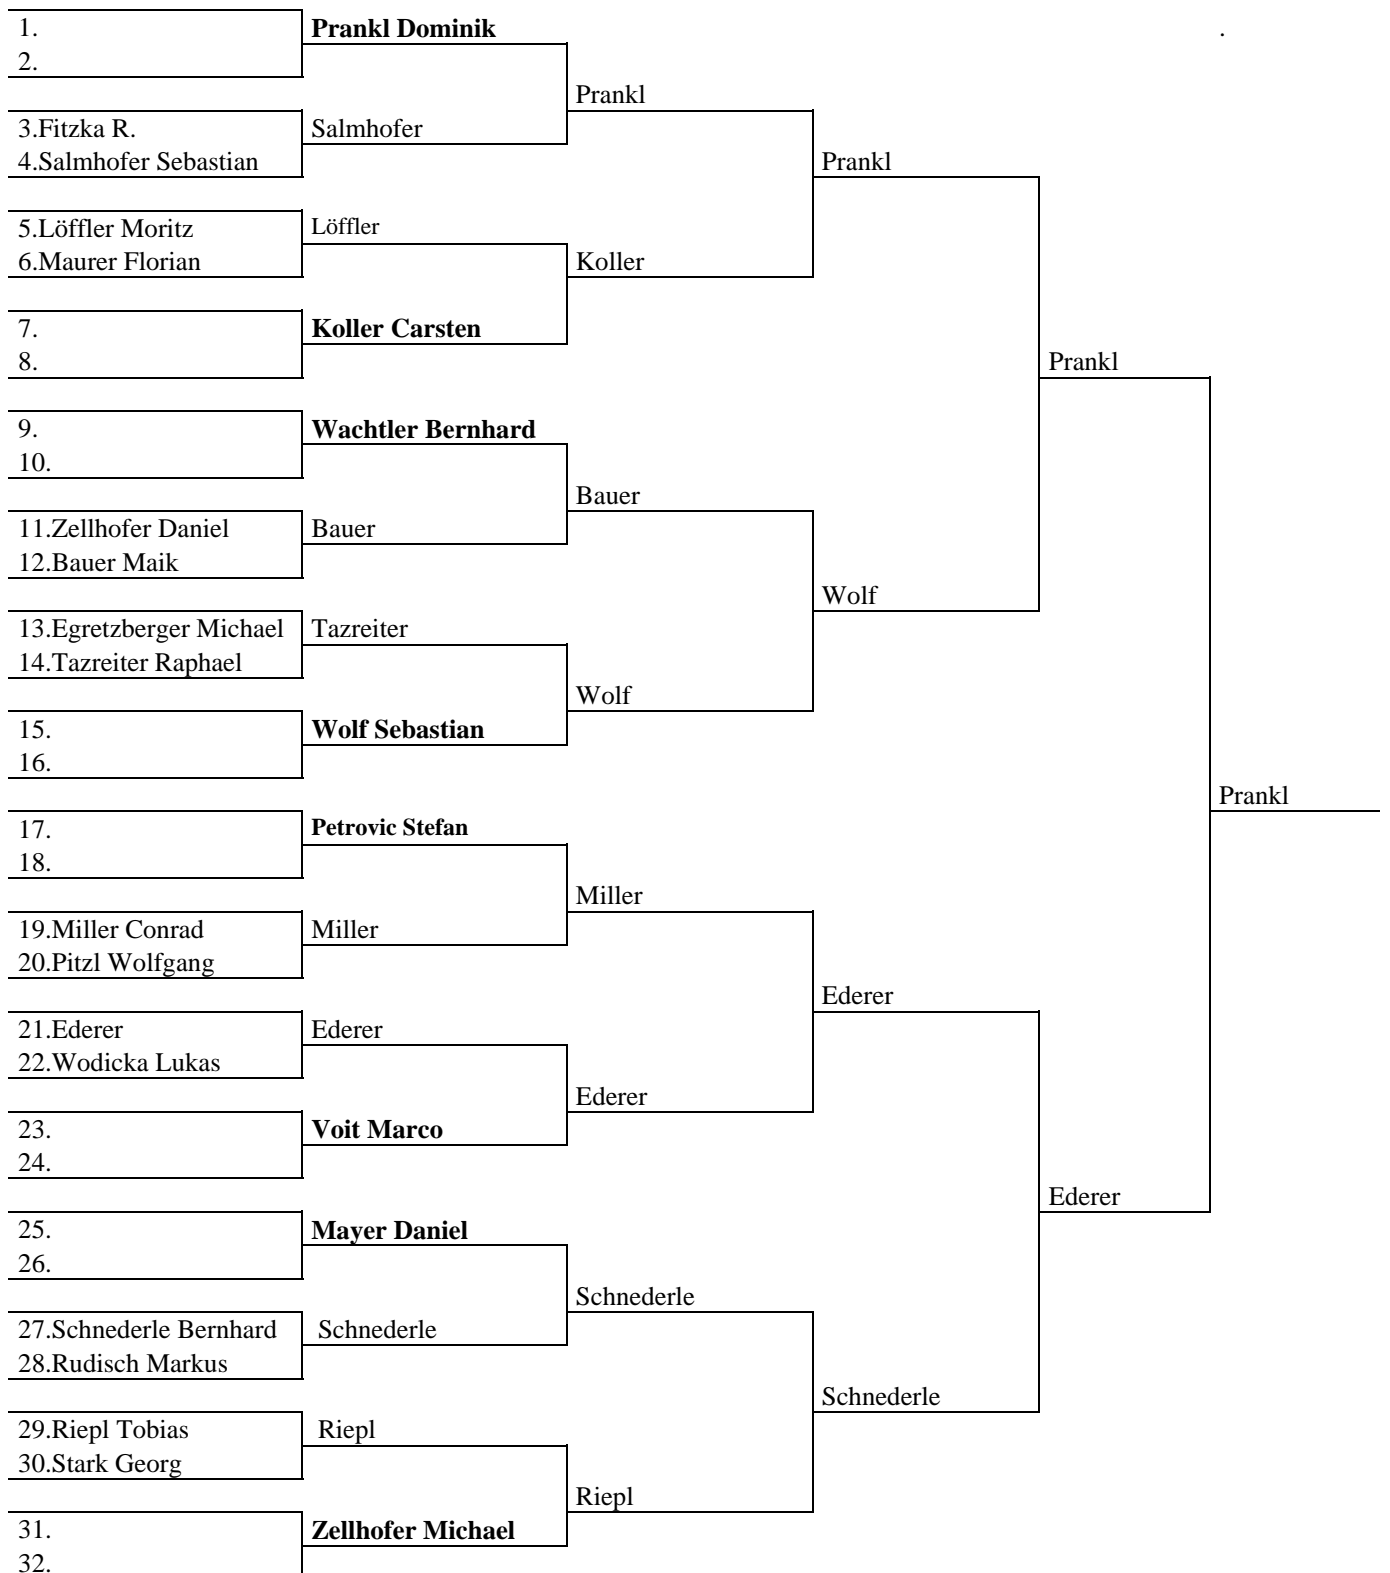 1.
Prankl Dominik
.
2.
Prankl
3.Fitzka R.
Salmhofer
4.Salmhofer Sebastian
Prankl
5.Löffler Moritz
Löffler
6.Maurer Florian
Koller
7.
Koller Carsten
8.
Prankl
9.
Wachtler Bernhard
10.
Bauer
11.Zellhofer Daniel
Bauer
12.Bauer Maik
Wolf
13.Egretzberger Michael
Tazreiter
14.Tazreiter Raphael
Wolf
15.
Wolf Sebastian
16.
Prankl
17.
Petrovic Stefan
18.
Miller
19.Miller Conrad
Miller
20.Pitzl Wolfgang
Ederer
21.Ederer
Ederer
22.Wodicka Lukas
Ederer
23.
Voit Marco
24.
Ederer
25.
Mayer Daniel
26.
Schnederle
27.Schnederle Bernhard
Schnederle
28.Rudisch Markus
Schnederle
29.Riepl Tobias
Riepl
30.Stark Georg
Riepl
31.
Zellhofer Michael
32.